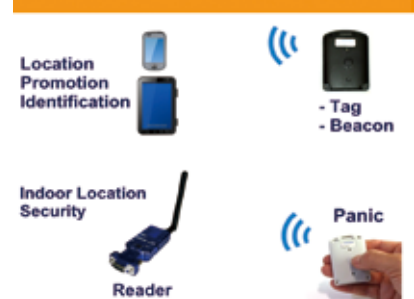 Location
Promotion
Identification
- Tag
- Beacon
Indoor Location
Security
Panic
Reader